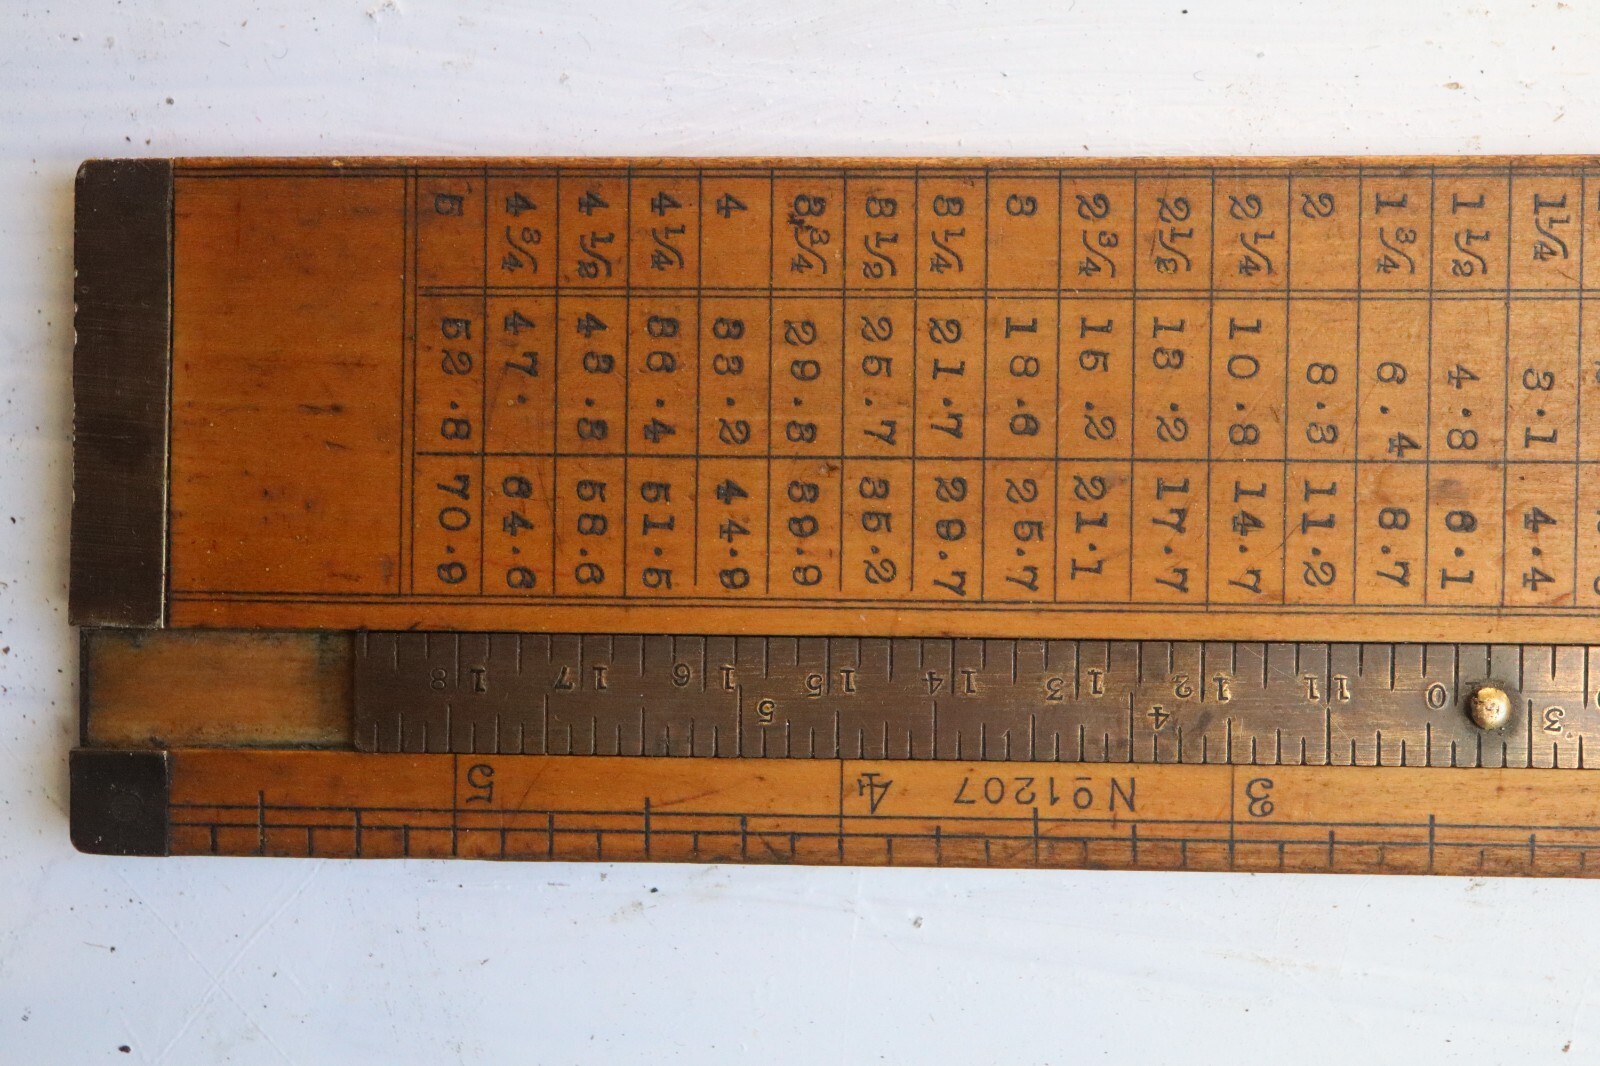 1¼ 3.1 4.4
1½ 4.8 6.1
1¾ 6.4 8.7
2 8.3 11.2
2¼ 10.8 14.7
2½ 13.2 17.7
2¾ 15.2 21.1
3 18.6 25.7
3¼ 21.7 29.7
3½ 25.7 35.2
3¾ 29.3 39.9
4 33.2 44.9
4¼ 36.4 51.5
4½ 43.3 58.6
4¾ 47. 64.6
5 52.8 70.9
3 Nº1207 4 5
3 4 5
0 11 12 13 14 15 16 17 18